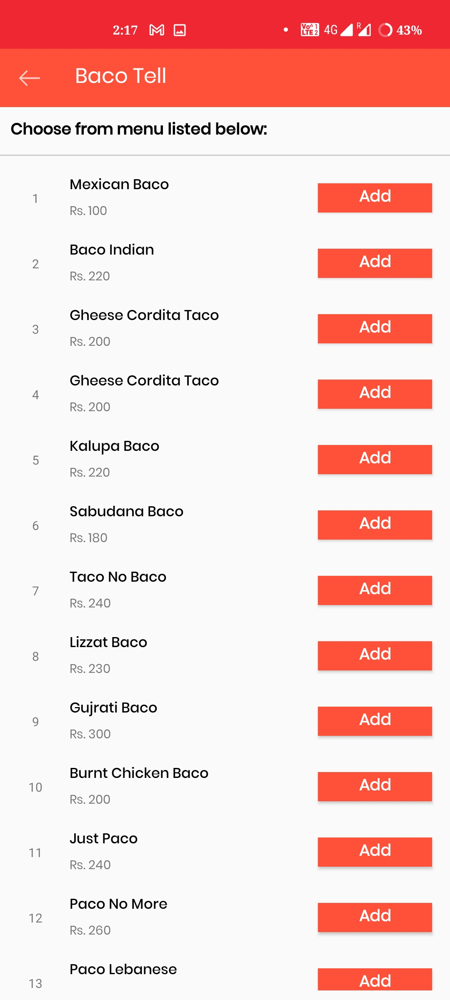 2:17 Vo)) 1 LTE 2 4G R 43%
Baco Tell
Choose from menu listed below:
1 Mexican Baco Add
Rs. 100
2 Baco Indian Add
Rs. 220
3 Gheese Cordita Taco Add
Rs. 200
4 Gheese Cordita Taco Add
Rs. 200
5 Kalupa Baco Add
Rs. 220
6 Sabudana Baco Add
Rs. 180
7 Taco No Baco Add
Rs. 240
8 Lizzat Baco Add
Rs. 230
9 Gujrati Baco Add
Rs. 300
10 Burnt Chicken Baco Add
Rs. 200
11 Just Paco Add
Rs. 240
12 Paco No More Add
Rs. 260
13 Paco Lebanese Add